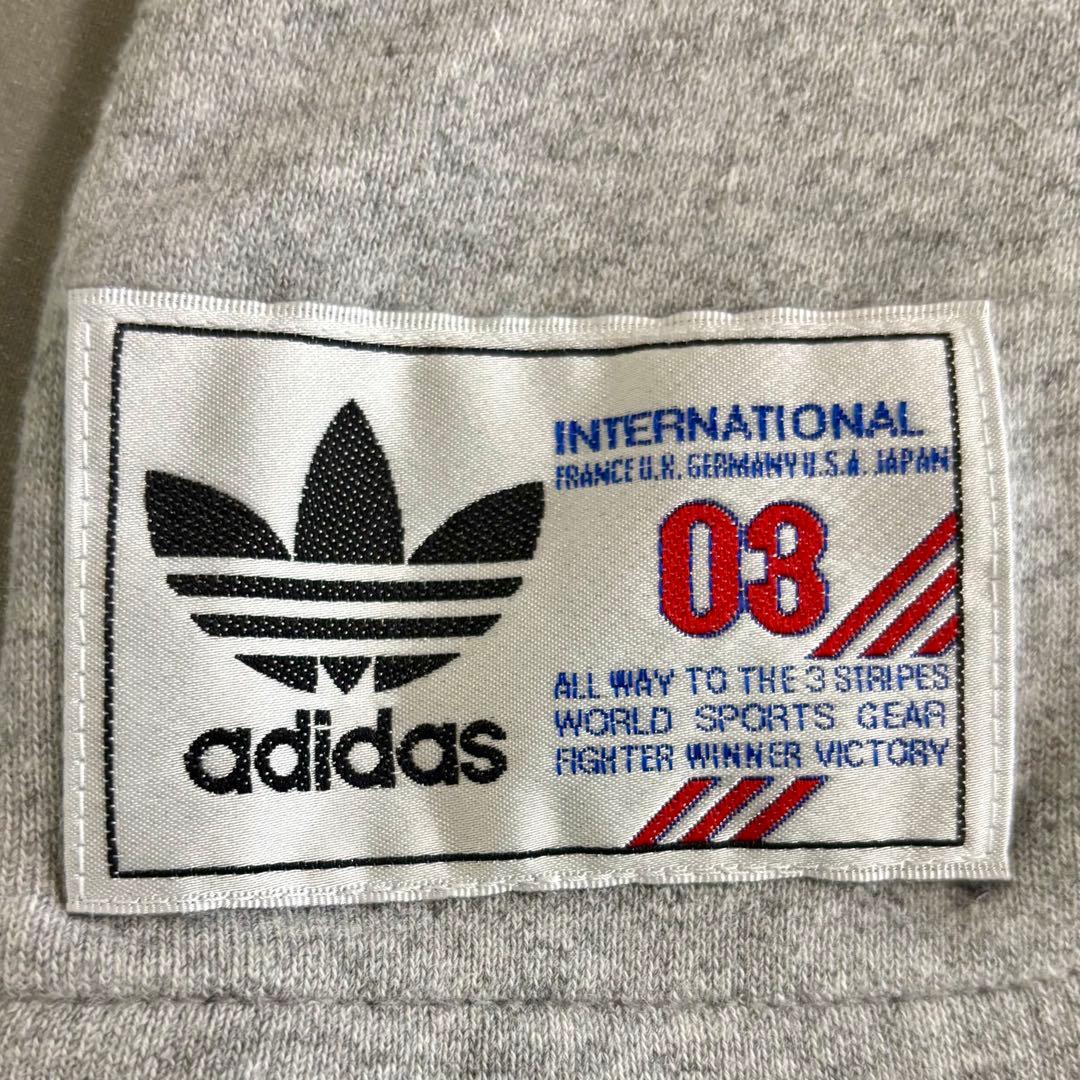 adidas
INTERNATIONAL
FRANCE U.K. GERMANY U.S.A. JAPAN
03
ALL WAY TO THE 3 STRIPES
WORLD SPORTS GEAR
FIGHTER WINNER VICTORY